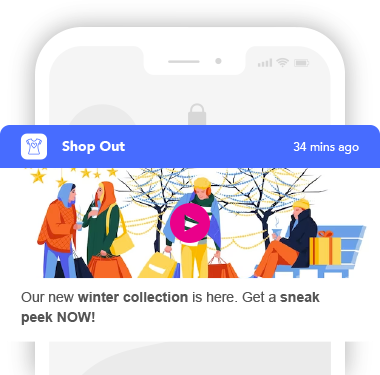 Shop Out
34 mins ago
Our new winter collection is here. Get a sneak
peek NOW!